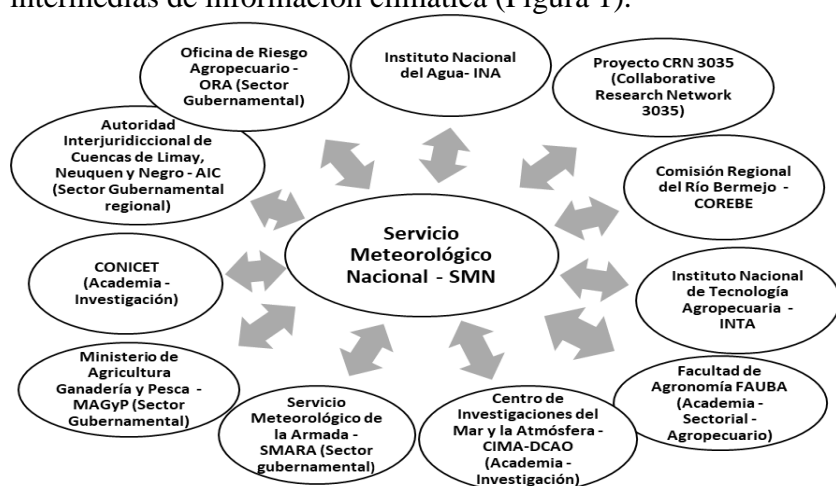 intermedias de información climática (Figura 1).
Oficina de Riesgo
Agropecuario -
ORA (Sector
Gubernamental)
Instituto Nacional
del Agua- INA
Proyecto CRN 3035
(Collaborative
Research Network
3035)
Autoridad
Interjuridiccional de
Cuencas de Limay,
Neuquen y Negro - AIC
(Sector Gubernamental
regional)
Comisión Regional
del Río Bermejo -
COREBE
Servicio
Meteorológico
Nacional - SMN
CONICET
(Academia -
Investigación)
Instituto Nacional
de Tecnología
Agropecuaria -
INTA
Ministerio de
Agricultura
Ganadería y Pesca -
MAGyP (Sector
Gubernamental)
Servicio
Meteorológico de
la Armada -
SMARA (Sector
gubernamental)
Centro de
Investigaciones del
Mar y la Atmósfera -
CIMA-DCAO
(Academia -
Investigación)
Facultad de
Agronomía FAUBA
(Academia -
Sectorial -
Agropecuario)